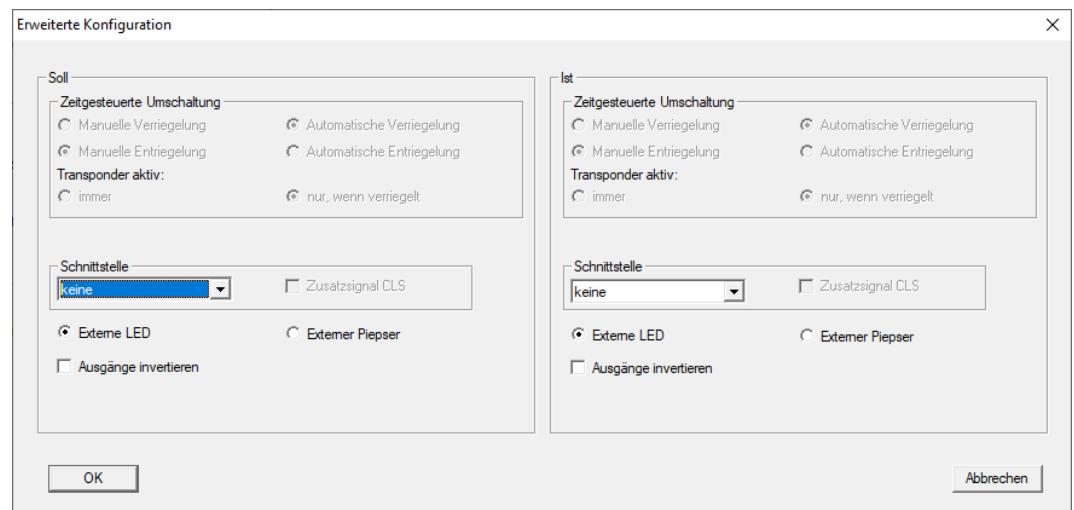 Erweiterte Konfiguration
Soll
Zeitgesteuerte Umschaltung
Manuelle Verriegelung Automatische Verriegelung
Manuelle Entriegelung Automatische Entriegelung
Transponder aktiv:
immer nur, wenn verriegelt
Schnittstelle
keine Zusatzsignal CLS
Externe LED Externer Piepser
Ausgänge invertieren
Ist
Zeitgesteuerte Umschaltung
Manuelle Verriegelung Automatische Verriegelung
Manuelle Entriegelung Automatische Entriegelung
Transponder aktiv:
immer nur, wenn verriegelt
Schnittstelle
keine Zusatzsignal CLS
Externe LED Externer Piepser
Ausgänge invertieren
OK Abbrechen